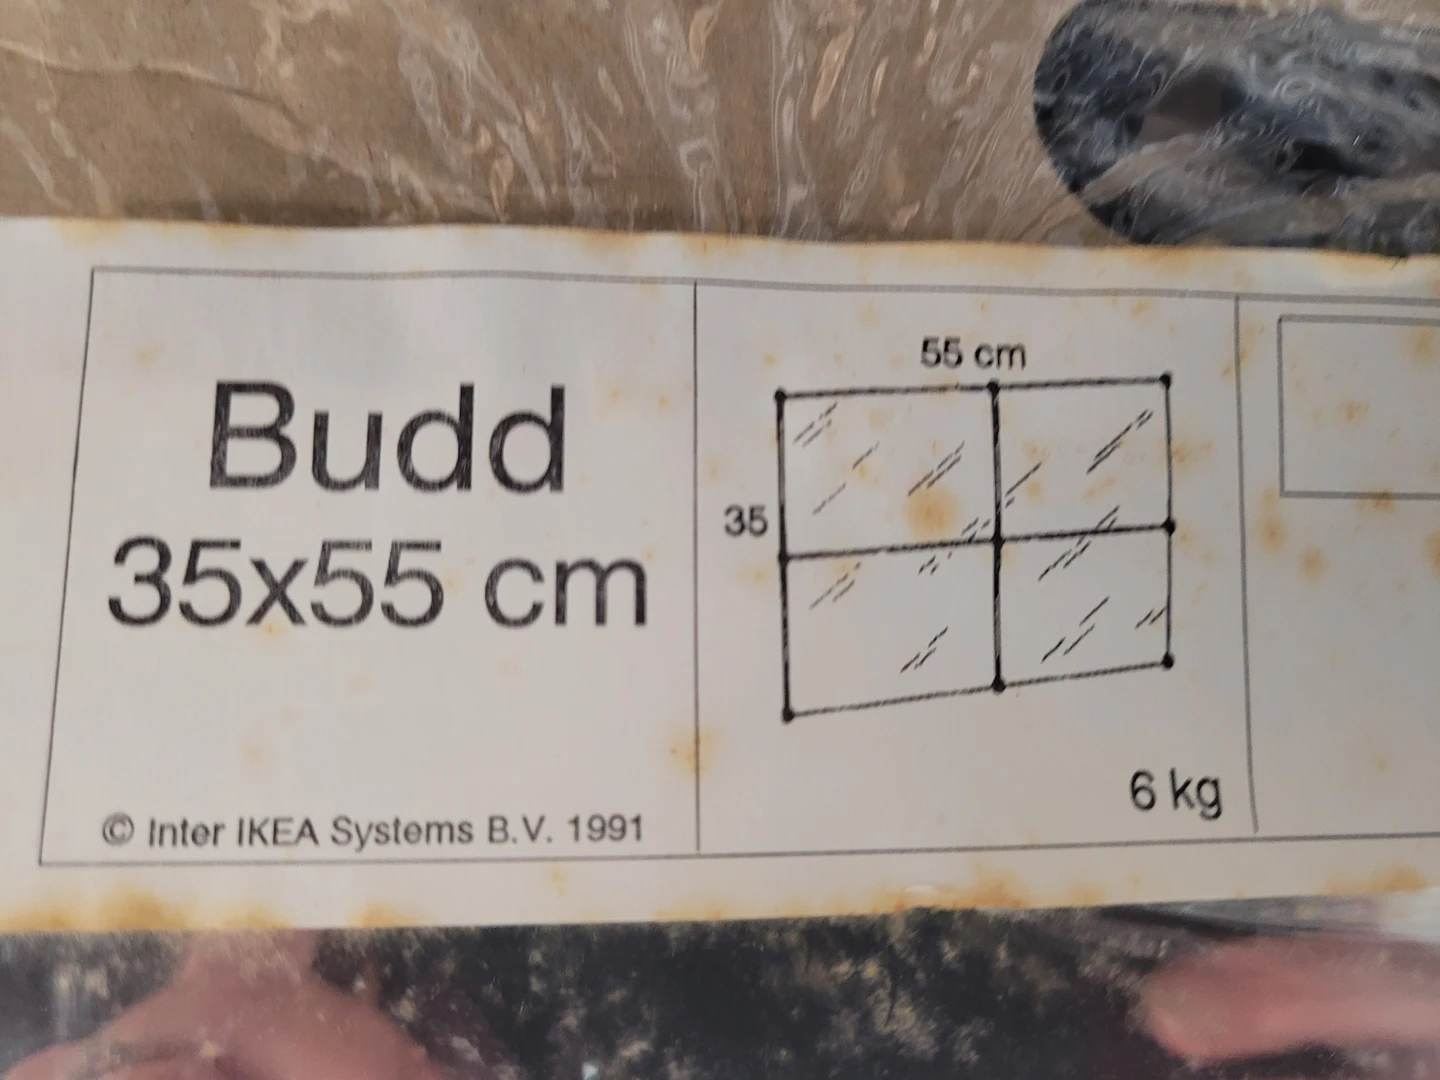 Budd
35x55 cm
© Inter IKEA Systems B.V. 1991
55 cm
35
6 kg